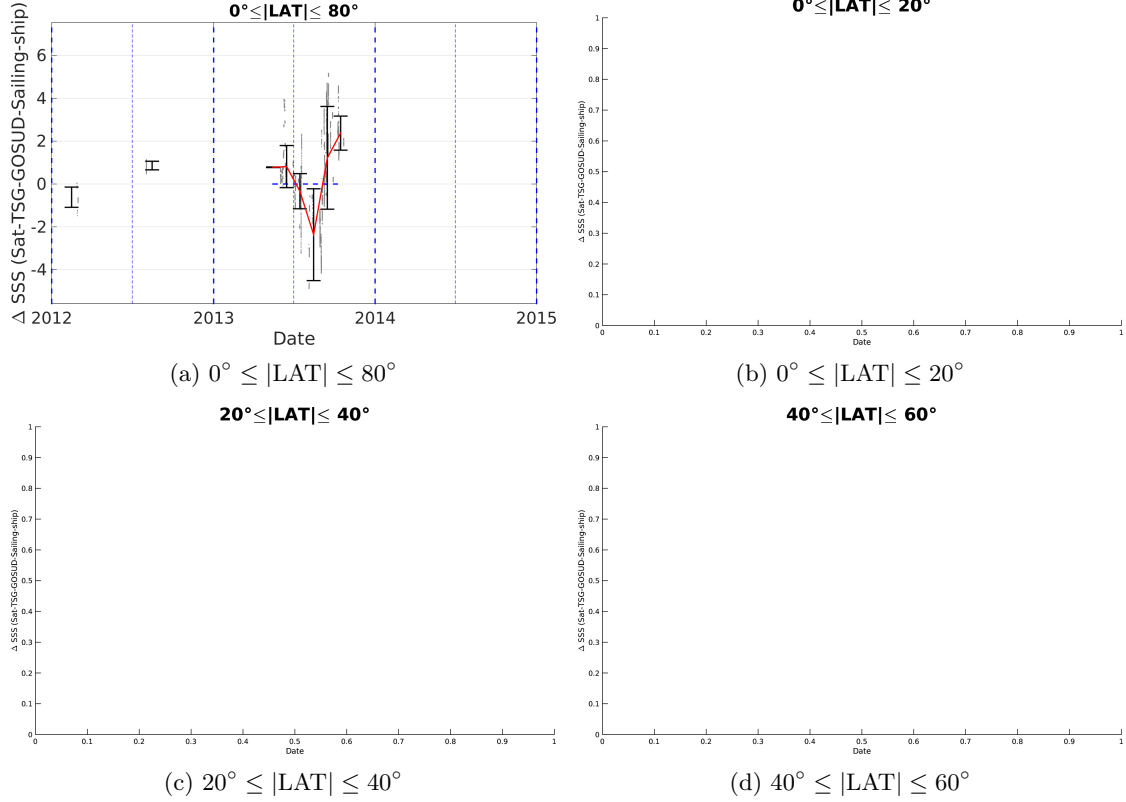 0°≤|LAT|≤ 80°
Δ SSS (Sat-TSG-GOSUD-Sailing-ship)
6
4
2
0
-2
-4
2012 2013 2014 2015
Date
(a) 0° ≤ |LAT| ≤ 80°
0°≤|LAT|≤ 20°
Δ SSS (Sat-TSG-GOSUD-Sailing-ship)
1
0.9
0.8
0.7
0.6
0.5
0.4
0.3
0.2
0.1
0
0 0.1 0.2 0.3 0.4 0.5 0.6 0.7 0.8 0.9 1
Date
(b) 0° ≤ |LAT| ≤ 20°
20°≤|LAT|≤ 40°
Δ SSS (Sat-TSG-GOSUD-Sailing-ship)
1
0.9
0.8
0.7
0.6
0.5
0.4
0.3
0.2
0.1
0
0 0.1 0.2 0.3 0.4 0.5 0.6 0.7 0.8 0.9 1
Date
(c) 20° ≤ |LAT| ≤ 40°
40°≤|LAT|≤ 60°
Δ SSS (Sat-TSG-GOSUD-Sailing-ship)
1
0.9
0.8
0.7
0.6
0.5
0.4
0.3
0.2
0.1
0
0 0.1 0.2 0.3 0.4 0.5 0.6 0.7 0.8 0.9 1
Date
(d) 40° ≤ |LAT| ≤ 60°